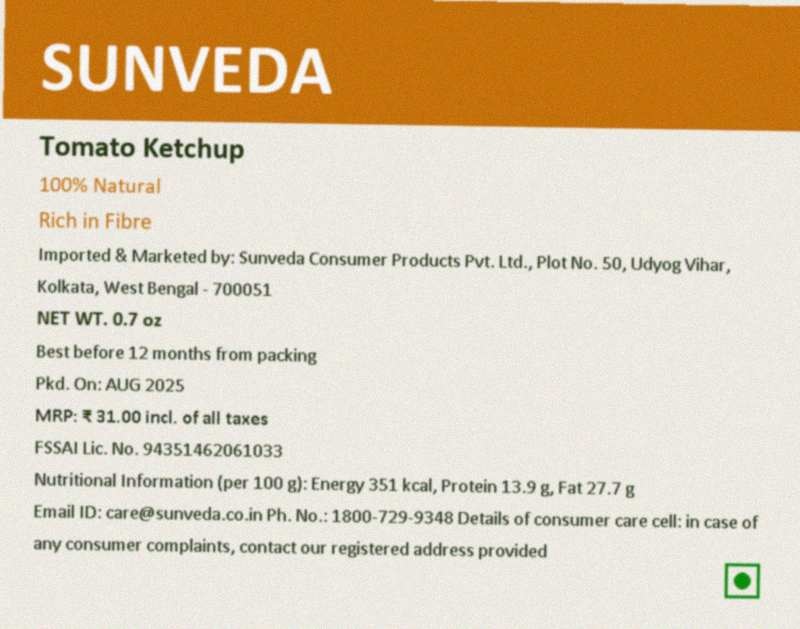 SUNVEDA
Tomato Ketchup
100% Natural
Rich in Fibre
Imported & Marketed by: Sunveda Consumer Products Pvt. Ltd., Plot No. 50, Udyog Vihar,
Kolkata, West Bengal - 700051
NET WT. 0.7 oz
Best before 12 months from packing
Pkd. On: AUG 2025
MRP: ₹ 31.00 incl. of all taxes
FSSAI Lic. No. 94351462061033
Nutritional Information (per 100 g): Energy 351 kcal, Protein 13.9 g, Fat 27.7 g
Email ID: care@sunveda.co.in Ph. No.: 1800-729-9348 Details of consumer care cell: in case of
any consumer complaints, contact our registered address provided